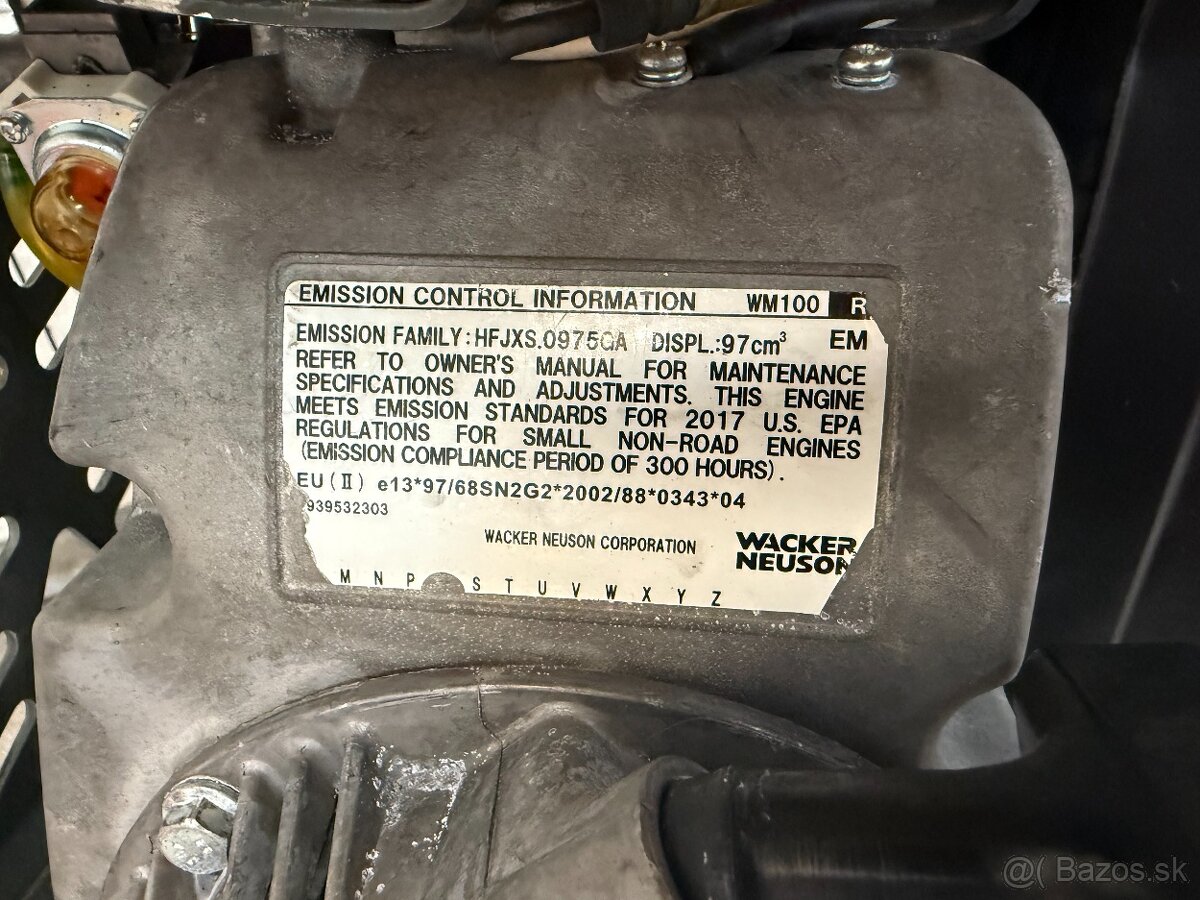 EMISSION CONTROL INFORMATION WM100 R
EMISSION FAMILY:HFJXS.0975GA DISPL.:97cm³ EM
REFER TO OWNER'S MANUAL FOR MAINTENANCE
SPECIFICATIONS AND ADJUSTMENTS. THIS ENGINE
MEETS EMISSION STANDARDS FOR 2017 U.S. EPA
REGULATIONS FOR SMALL NON-ROAD ENGINES
(EMISSION COMPLIANCE PERIOD OF 300 HOURS).
EU(Ⅱ) e13*97/68SN2G2*2002/88*0343*04
939532303
WACKER NEUSON CORPORATION
WACKER
NEUSON
M N P S T U V W X Y Z
@( Bazos.sk